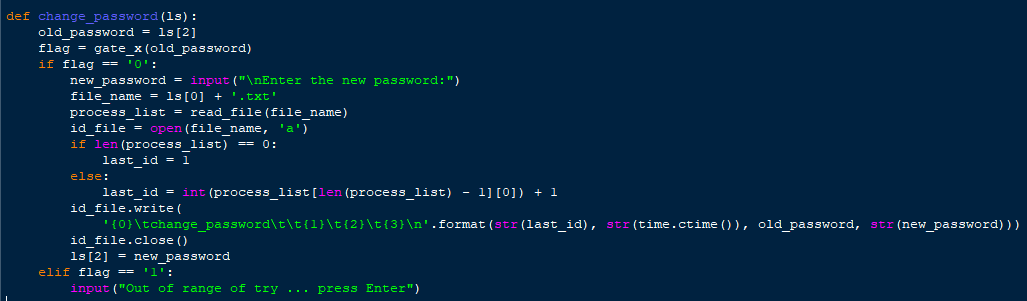 def change_password(ls):
    old_password = ls[2]
    flag = gate_x(old_password)
    if flag == '0':
        new_password = input("\nEnter the new password:")
        file_name = ls[0] + '.txt'
        process_list = read_file(file_name)
        id_file = open(file_name, 'a')
        if len(process_list) == 0:
            last_id = 1
        else:
            last_id = int(process_list[len(process_list) - 1][0]) + 1
        id_file.write(
            '{0}\tchange_password\t\t{1}\t{2}\t{3}\n'.format(str(last_id), str(time.ctime()), old_password, str(new_password)))
        id_file.close()
        ls[2] = new_password
    elif flag == '1':
        input("Out of range of try ... press Enter")